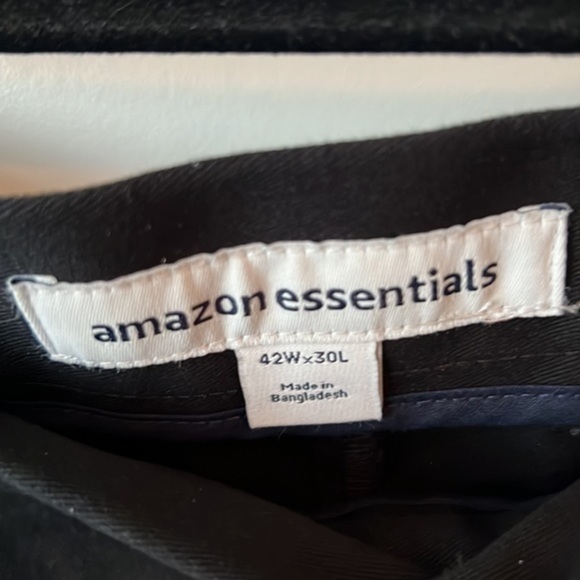 amazon essentials
42W x 30L
Made in
Bangladesh